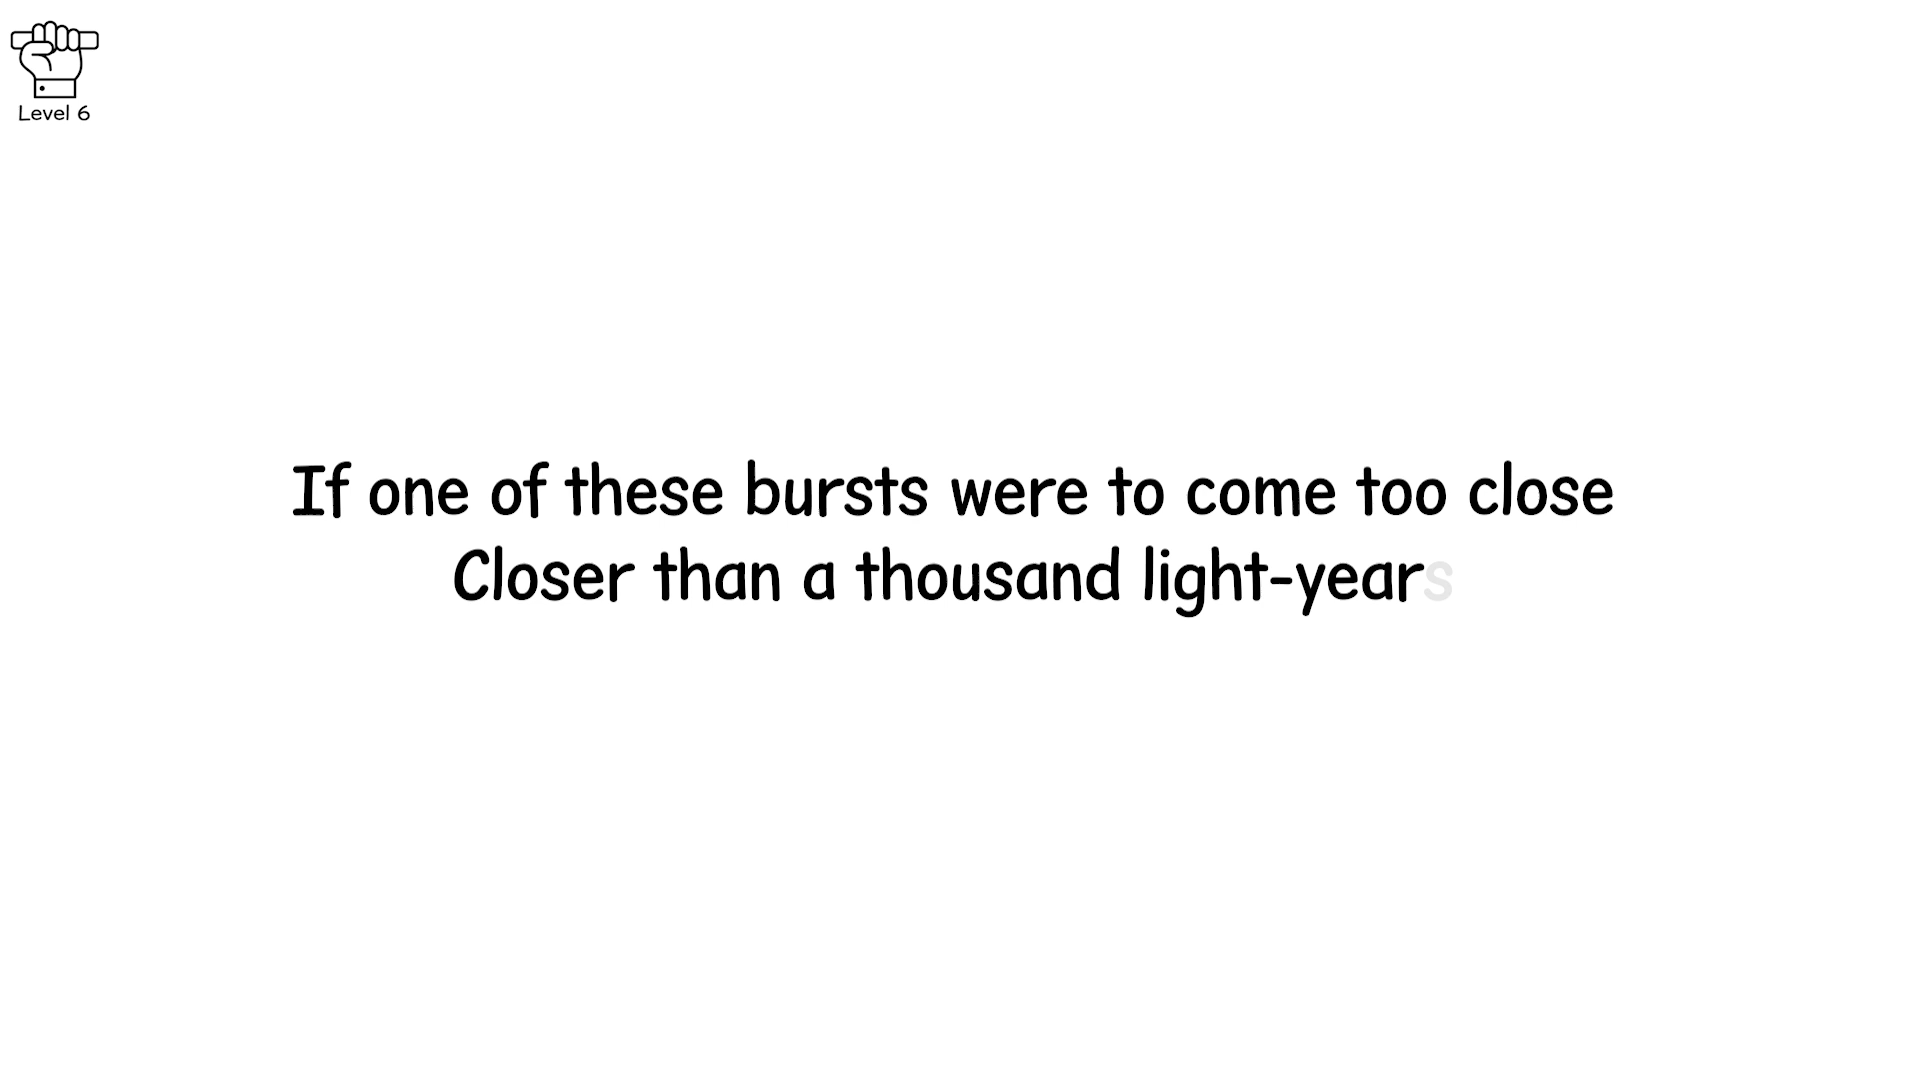 Level 6
If one of these bursts were to come too close
Closer than a thousand light-years